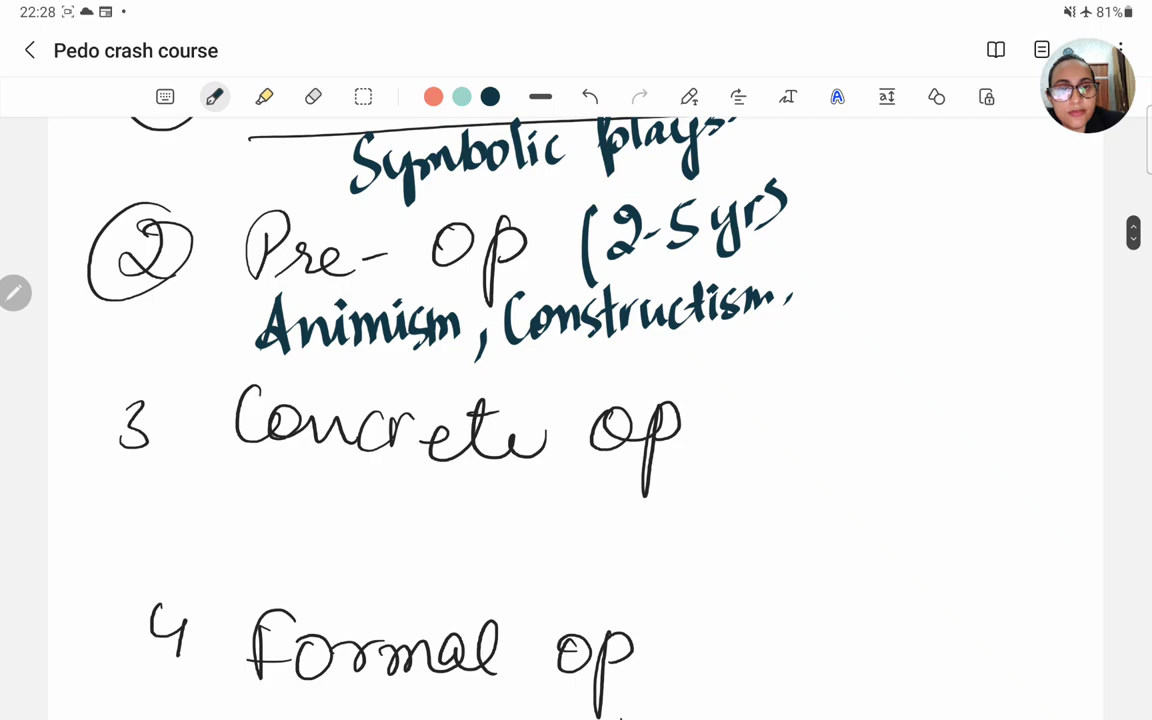 22:28 81%
Pedo crash course
Symbolic plays.
2 Pre-op (2-5 yrs
Animism, Constructism,
3 Concrete op
4 Formal op